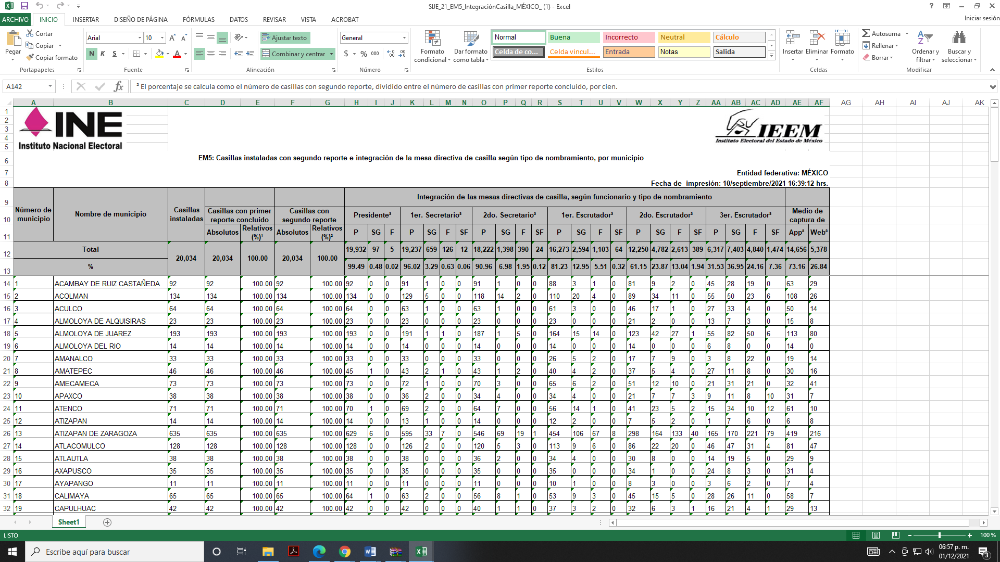 SIJE_21_EM5_IntegraciónCasilla_MÉXICO_ (1) - Excel
ARCHIVO INICIO INSERTAR DISEÑO DE PÁGINA FÓRMULAS DATOS REVISAR VISTA ACROBAT Iniciar sesión
Pegar Cortar Copiar Copiar formato Portapapeles
Arial 10 N K S Fuente
Ajustar texto Combinar y centrar Alineación
General $ % 000 Número
Formato condicional Dar formato como tabla
Normal Buena Incorrecto Neutral Cálculo
Celda de co... Celda vincul... Entrada Notas Salida
Estilos
Insertar Eliminar Formato Celdas
Autosuma Rellenar Borrar Ordenar y filtrar Buscar y seleccionar Modificar
A142 fx ² El porcentaje se calcula como el número de casillas con segundo reporte, dividido entre el número de casillas con primer reporte concluido, por cien.
A B C D E F G H I J K L M N O P Q R S T U V W X Y Z AA AB AC AD AE AF AG AH AI AJ AK
1
2
3
4
5
INE
Instituto Nacional Electoral
IEEM
Instituto Electoral del Estado de México
6 EM5: Casillas instaladas con segundo reporte e integración de la mesa directiva de casilla según tipo de nombramiento, por municipio
7 Entidad federativa: MÉXICO
8 Fecha de impresión: 10/septiembre/2021 16:39:12 hrs.
9 Integración de las mesas directivas de casilla, según funcionario y tipo de nombramiento
10 Número de municipio Nombre de municipio Casillas instaladas Casillas con primer reporte concluido Casillas con segundo reporte Presidente³ 1er. Secretario³ 2do. Secretario³ 1er. Escrutador³ 2do. Escrutador³ 3er. Escrutador³ Medio de captura de
11 Absolutos Relativos (%)¹ Absolutos Relativos (%)² P SG F P SG F SF P SG F SF P SG F SF P SG F SF P SG F SF App³ Web³
12 Total 20,034 20,034 100.00 20,034 100.00 19,932 97 5 19,237 659 126 12 18,222 1,398 390 24 16,273 2,594 1,103 64 12,250 4,782 2,613 389 6,317 7,403 4,840 1,474 14,656 5,378
13 % 99.49 0.48 0.02 96.02 3.29 0.63 0.06 90.96 6.98 1.95 0.12 81.23 12.95 5.51 0.32 61.15 23.87 13.04 1.94 31.53 36.95 24.16 7.36 73.16 26.84
14 1 ACAMBAY DE RUIZ CASTAÑEDA 92 92 100.00 92 100.00 92 0 0 91 1 0 0 91 1 0 0 88 3 1 0 81 9 2 0 45 28 19 0 63 29
15 2 ACOLMAN 134 134 100.00 134 100.00 134 0 0 129 5 0 0 118 14 2 0 110 20 4 0 89 34 11 0 55 50 23 6 108 26
16 3 ACULCO 64 64 100.00 64 100.00 64 0 0 63 1 0 0 63 1 0 0 61 3 0 0 46 17 1 0 27 33 4 0 50 14
17 4 ALMOLOYA DE ALQUISIRAS 23 23 100.00 23 100.00 23 0 0 23 0 0 0 23 0 0 0 23 0 0 0 21 2 0 0 13 7 3 0 15 8
18 5 ALMOLOYA DE JUAREZ 193 193 100.00 193 100.00 193 0 0 191 1 1 0 187 1 5 0 164 15 14 0 123 42 27 1 55 82 50 6 113 80
19 6 ALMOLOYA DEL RIO 14 14 100.00 14 100.00 14 0 0 14 0 0 0 14 0 0 0 14 0 0 0 14 0 0 0 6 8 0 0 14 0
20 7 AMANALCO 33 33 100.00 33 100.00 33 0 0 33 0 0 0 33 0 0 0 26 5 2 0 17 7 9 0 3 8 22 0 19 14
21 8 AMATEPEC 46 46 100.00 46 100.00 45 1 0 43 2 1 0 43 1 2 0 40 4 2 0 37 5 4 0 27 11 8 0 30 16
22 9 AMECAMECA 73 73 100.00 73 100.00 73 0 0 72 1 0 0 70 3 0 0 65 6 2 0 51 12 10 0 21 31 21 0 32 41
23 10 APAXCO 38 38 100.00 38 100.00 38 0 0 36 2 0 0 34 4 0 0 34 4 0 0 21 7 7 3 9 11 8 10 31 7
24 11 ATENCO 71 71 100.00 71 100.00 70 1 0 69 2 0 0 64 7 0 0 56 14 1 0 41 23 5 2 15 34 10 12 61 10
25 12 ATIZAPAN 14 14 100.00 14 100.00 14 0 0 13 1 0 0 14 0 0 0 12 2 0 0 7 5 2 0 1 7 6 0 6 8
26 13 ATIZAPAN DE ZARAGOZA 635 635 100.00 635 100.00 629 6 0 595 33 7 0 546 69 19 1 454 106 67 8 298 164 133 40 165 170 221 79 419 216
27 14 ATLACOMULCO 128 128 100.00 128 100.00 128 0 0 126 2 0 0 120 5 3 0 113 9 6 0 86 22 20 0 46 47 31 4 81 47
28 15 ATLAUTLA 38 38 100.00 38 100.00 38 0 0 38 0 0 0 36 2 0 0 34 4 0 0 30 8 0 0 14 19 5 0 29 9
29 16 AXAPUSCO 35 35 100.00 35 100.00 35 0 0 35 0 0 0 35 0 0 0 35 0 0 0 34 1 0 0 24 8 3 0 31 4
30 17 AYAPANGO 11 11 100.00 11 100.00 11 0 0 11 0 0 0 11 0 0 0 10 1 0 0 8 3 0 0 3 6 2 0 7 4
31 18 CALIMAYA 65 65 100.00 65 100.00 64 1 0 63 2 0 0 56 8 1 0 53 9 3 0 45 15 5 0 28 26 11 0 58 7
32 19 CAPULHUAC 42 42 100.00 42 100.00 42 0 0 42 0 0 0 40 1 1 0 37 3 2 0 32 6 3 1 16 21 4 1 29 13
Sheet1
LISTO 100 %
Escribe aquí para buscar
06:57 p. m.
01/12/2021
3